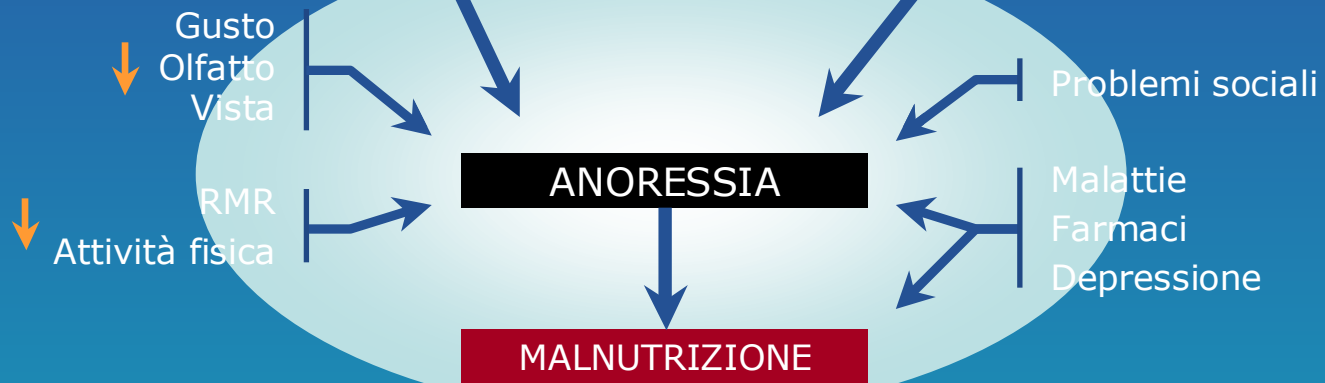 Gusto
Olfatto
Vista
RMR
Attività fisica
ANORESSIA
MALNUTRIZIONE
Problemi sociali
Malattie
Farmaci
Depressione